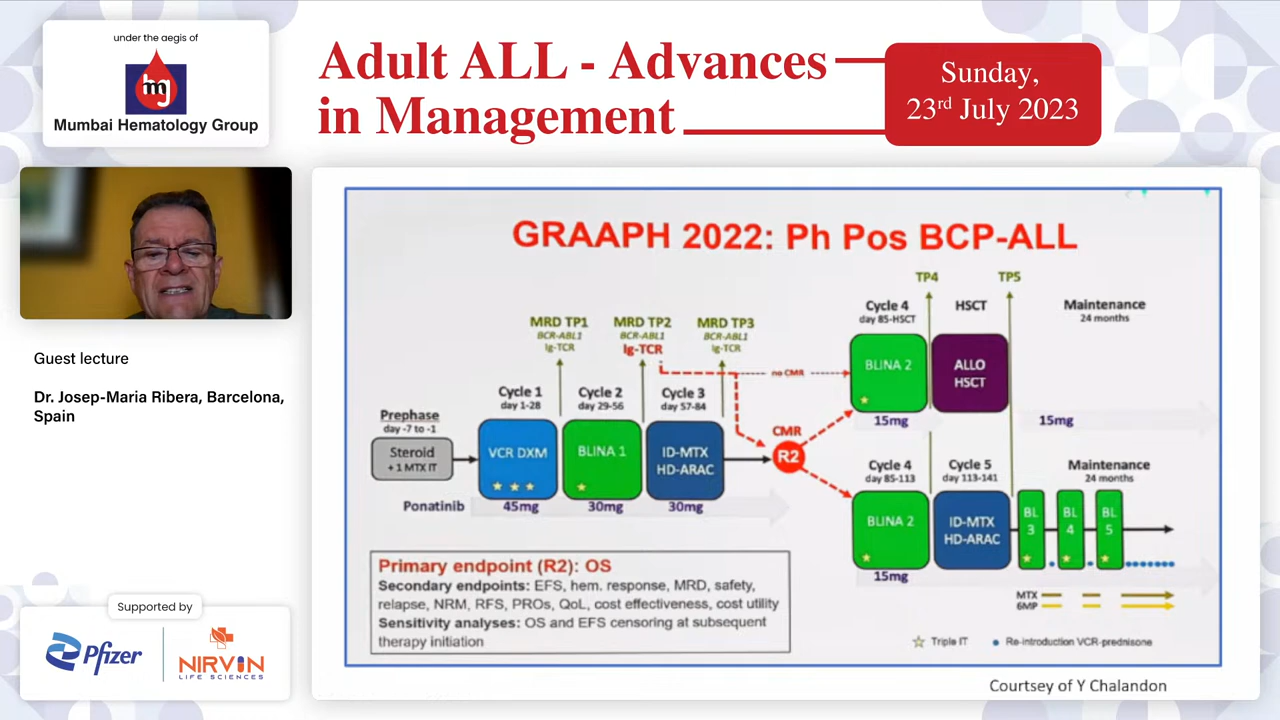 under the aegis of
mj
Mumbai Hematology Group
Adult ALL - Advances
in Management
Sunday,
23rd July 2023
Guest lecture
Dr. Josep-Maria Ribera, Barcelona,
Spain
Supported by
Pfizer
NIRVIN
LIFE SCIENCES
GRAAPH 2022: Ph Pos BCP-ALL
MRD TP1
BCR-ABL1
Ig-TCR
MRD TP2
BCR-ABL1
Ig-TCR
MRD TP3
BCR-ABL1
Ig-TCR
Prephase
day -7 to -1
Steroid
+ 1 MTX IT
Cycle 1
day 1-28
VCR DXM
Cycle 2
day 29-56
BLINA 1
Cycle 3
day 57-84
ID-MTX
HD-ARAC
Ponatinib
45mg
30mg
30mg
no CMR
CMR
R2
TP4
TP5
Cycle 4
day 85-HSCT
BLINA 2
15mg
HSCT
ALLO
HSCT
Maintenance
24 months
15mg
Cycle 4
day 85-113
BLINA 2
15mg
Cycle 5
day 113-141
ID-MTX
HD-ARAC
Maintenance
24 months
BL
3
BL
4
BL
5
MTX
6MP
Triple IT
Re-introduction VCR-prednisone
Primary endpoint (R2): OS
Secondary endpoints: EFS, hem. response, MRD, safety,
relapse, NRM, RFS, PROs, QoL, cost effectiveness, cost utility
Sensitivity analyses: OS and EFS censoring at subsequent
therapy initiation
Courtsey of Y Chalandon